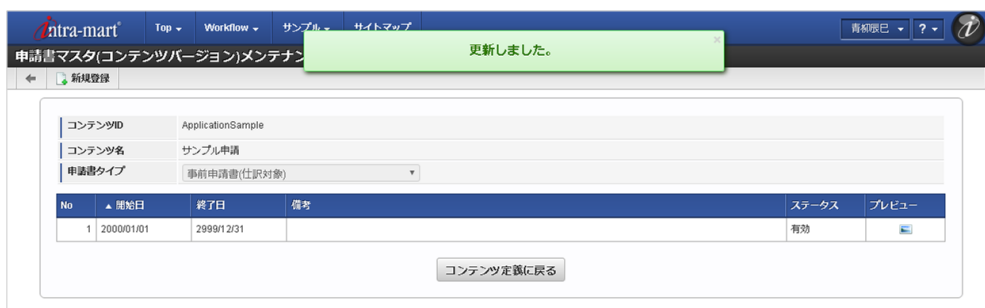 intra-mart Top Workflow サンプル サイトマップ 青柳辰巳 ?
更新しました。
申請書マスタ(コンテンツバージョン)メンテナン
新規登録
コンテンツID ApplicationSample
コンテンツ名 サンプル申請
申請書タイプ 事前申請書(仕訳対象)
No ▲ 開始日 終了日 備考 ステータス プレビュー
1 2000/01/01 2999/12/31 有効
コンテンツ定義に戻る